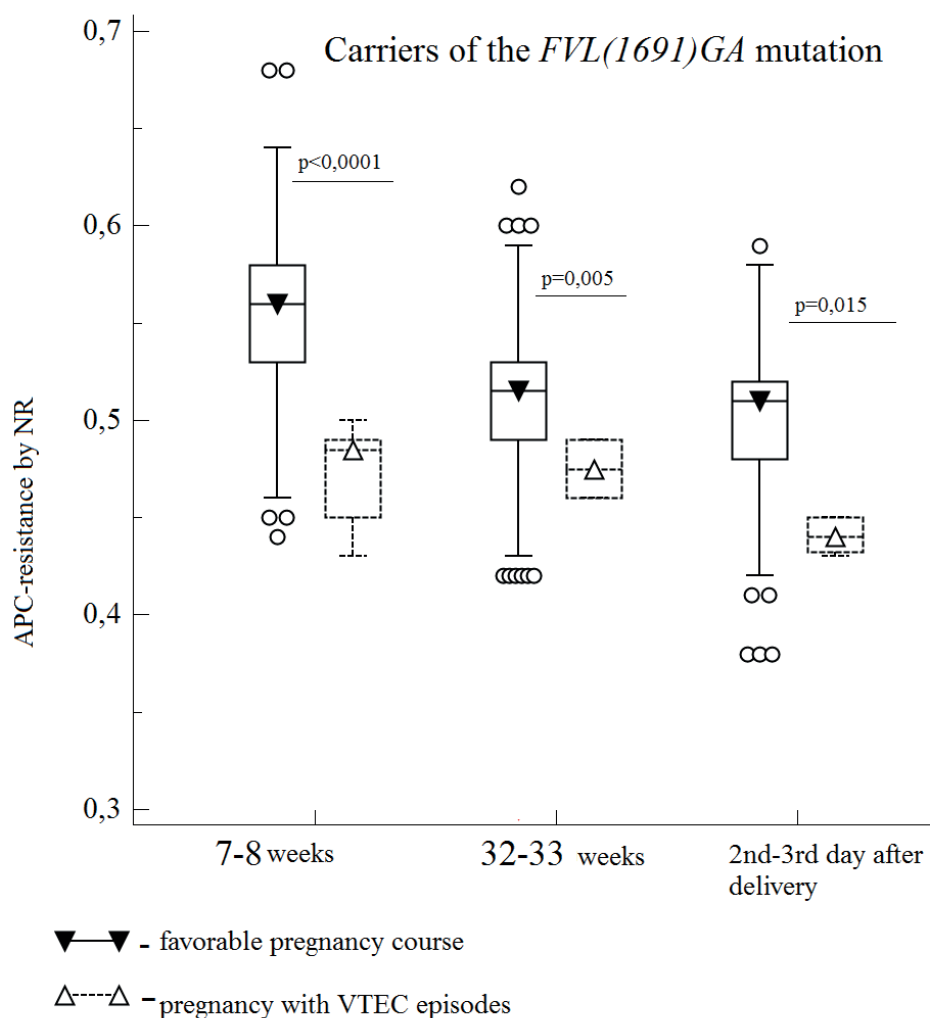 0,7
Carriers of the FVL(1691)GA mutation
p<0,0001
0,6
p=0,005
p=0,015
0,5
APC-resistance by NR
0,4
0,3
7-8 weeks
32-33 weeks
2nd-3rd day after
delivery
- favorable pregnancy course
- pregnancy with VTEC episodes